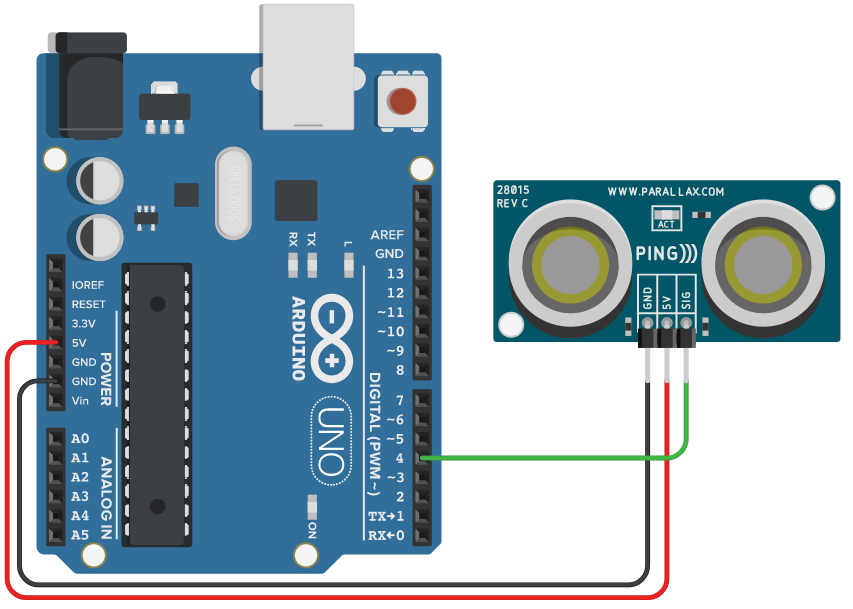 SPK16.000G
RX
TX
L
AREF
GND
13
12
~11
~10
~9
8
7
~6
~5
4
~3
2
TX→1
RX←0
DIGITAL (PWM~)
ARDUINO
UNO
ON
IOREF
RESET
3.3V
5V
GND
GND
Vin
POWER
A0
A1
A2
A3
A4
A5
ANALOG IN
28015
REV C
WWW.PARALLAX.COM
ACT
PING)))
GND
5V
SIG